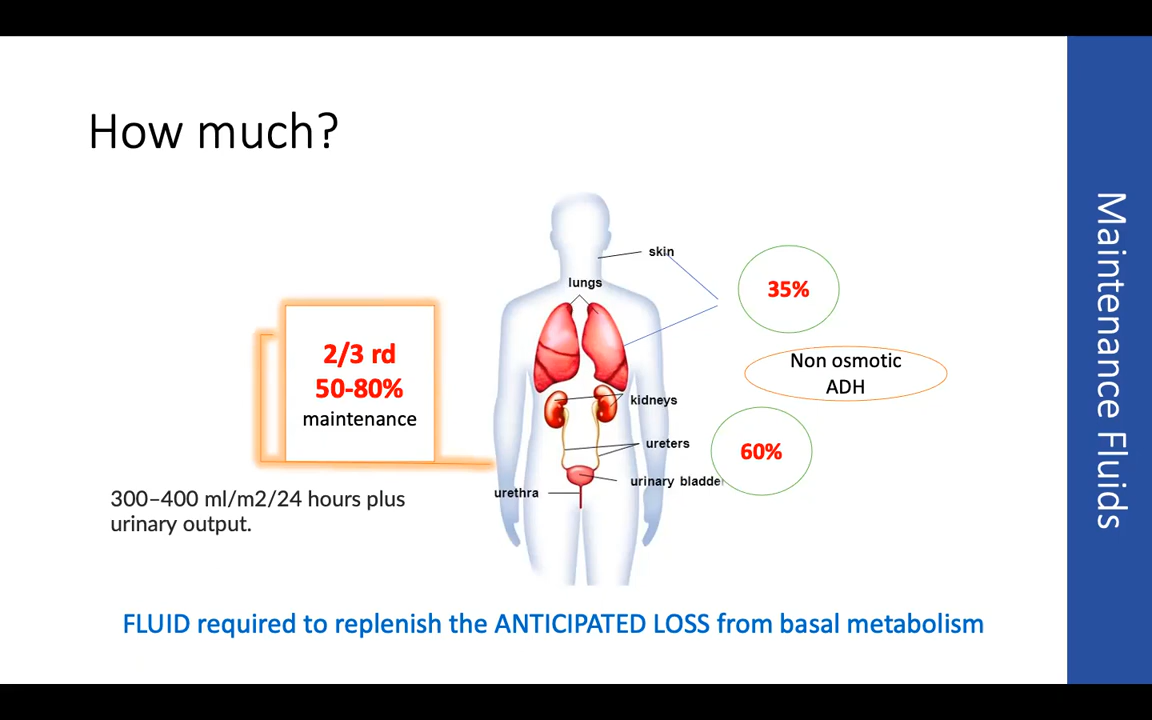 How much?
skin
lungs
35%
2/3 rd
50-80%
maintenance
Non osmotic
ADH
kidneys
ureters
60%
urinary bladder
urethra
300–400 ml/m2/24 hours plus
urinary output.
FLUID required to replenish the ANTICIPATED LOSS from basal metabolism
Maintenance Fluids